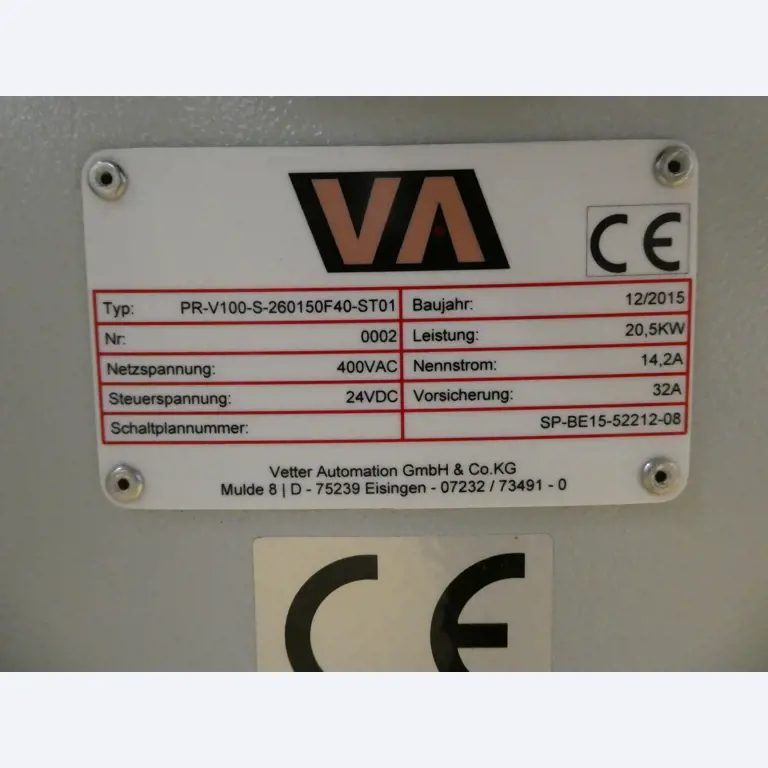 VA
CE
Typ: PR-V100-S-260150F40-ST01 Baujahr: 12/2015
Nr: 0002 Leistung: 20,5KW
Netzspannung: 400VAC Nennstrom: 14,2A
Steuerspannung: 24VDC Vorsicherung: 32A
Schaltplannummer: SP-BE15-52212-08
Vetter Automation GmbH & Co.KG
Mulde 8 | D - 75239 Eisingen - 07232 / 73491 - 0
CE